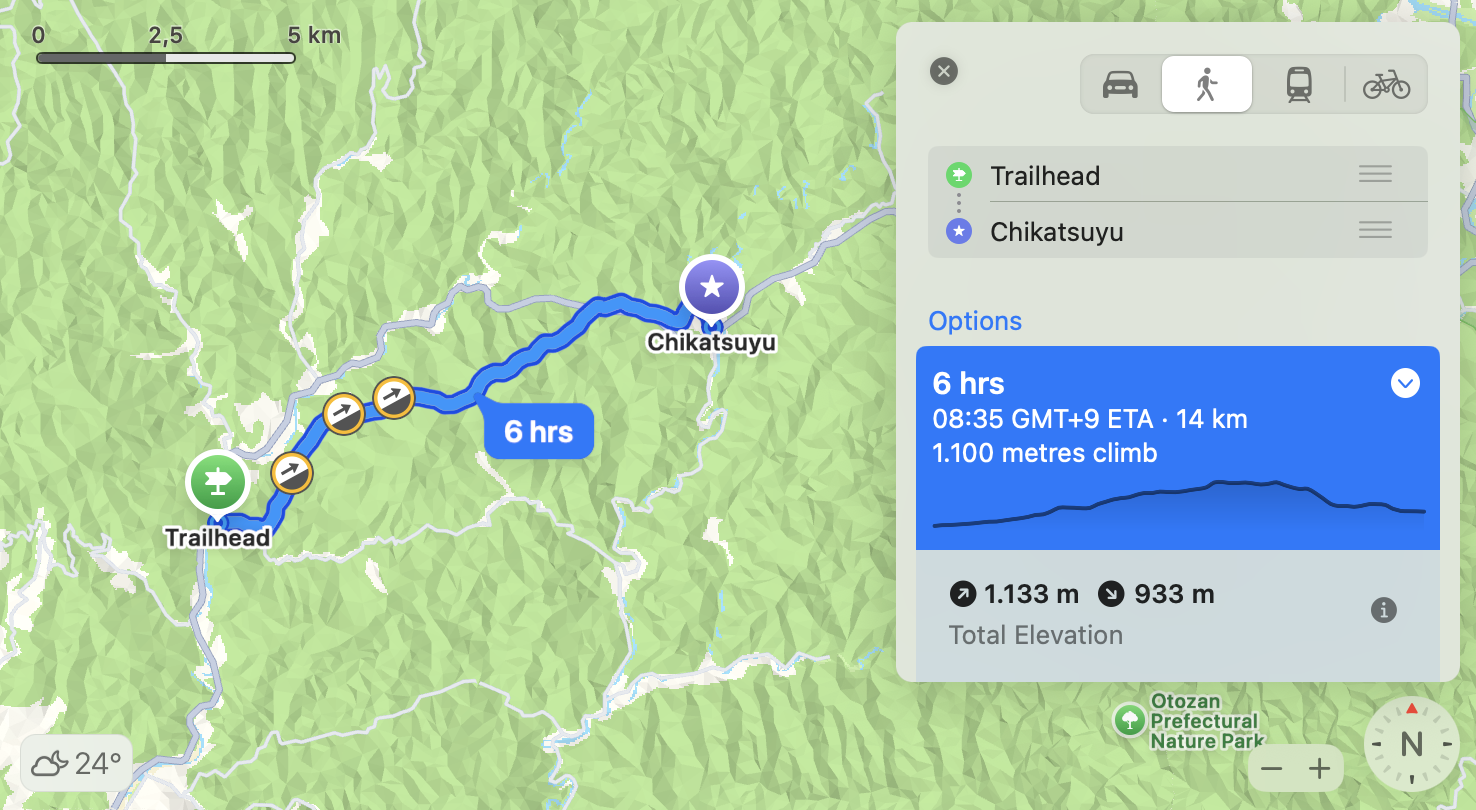 0 2,5 5 km
Trailhead
Chikatsuyu
Options
6 hrs
08:35 GMT+9 ETA · 14 km
1.100 metres climb
1.133 m 933 m
Total Elevation
Chikatsuyu
6 hrs
Trailhead
Otozan
Prefectural
Nature Park
24°
N